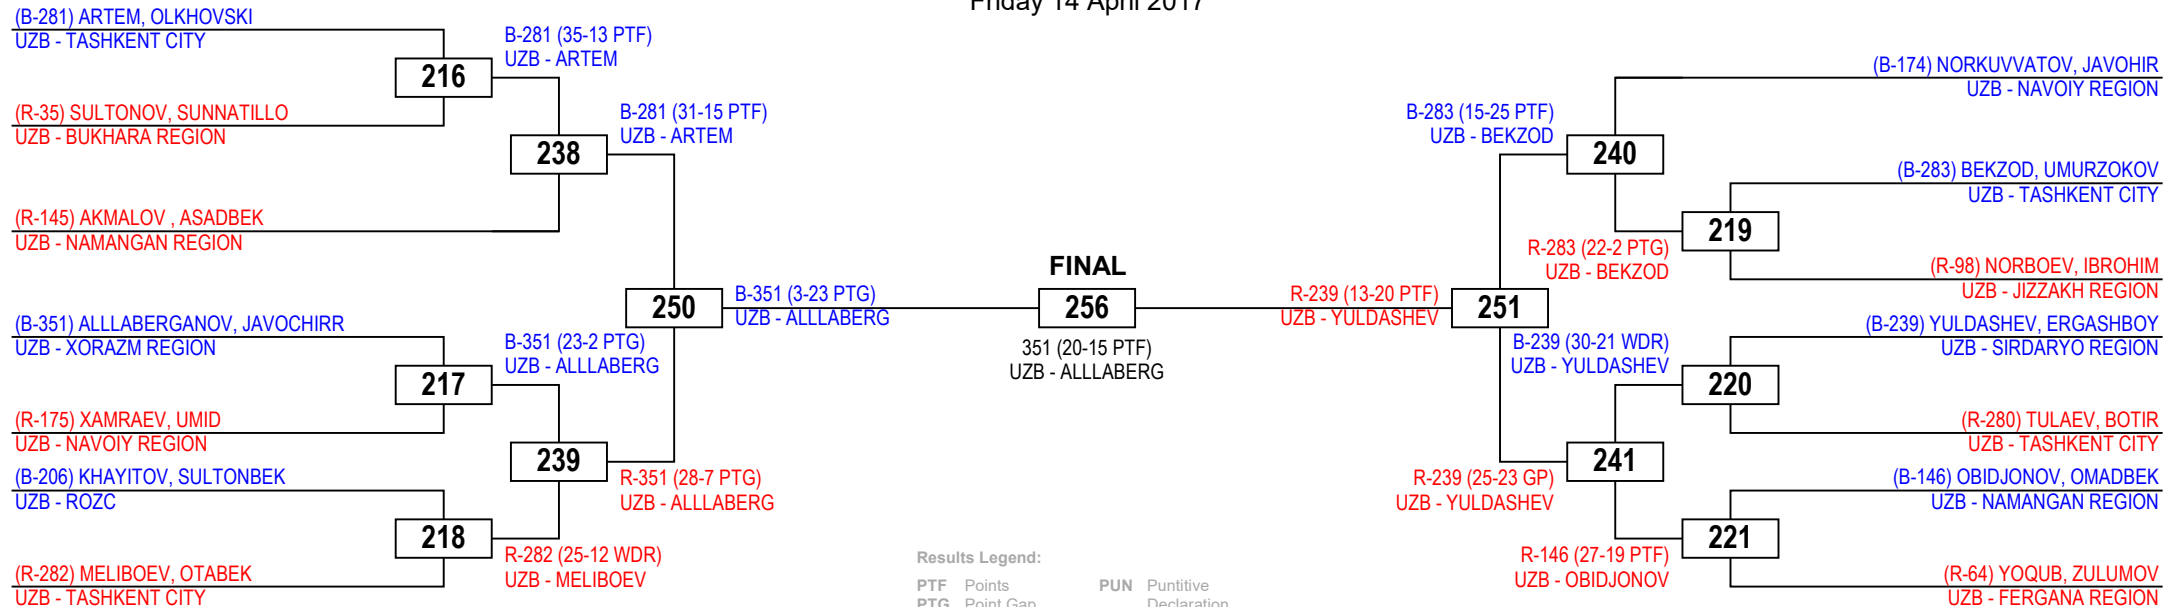 Friday 14 April 2017
(B-281) ARTEM, OLKHOVSKI
UZB - TASHKENT CITY
B-281 (35-13 PTF)
UZB - ARTEM
216
(R-35) SULTONOV, SUNNATILLO
UZB - BUKHARA REGION
B-281 (31-15 PTF)
UZB - ARTEM
238
(R-145) AKMALOV , ASADBEK
UZB - NAMANGAN REGION
250
B-351 (3-23 PTG)
UZB - ALLLABERG
(B-351) ALLLABERGANOV, JAVOCHIRR
UZB - XORAZM REGION
B-351 (23-2 PTG)
UZB - ALLLABERG
217
(R-175) XAMRAEV, UMID
UZB - NAVOIY REGION
239
R-351 (28-7 PTG)
UZB - ALLLABERG
(B-206) KHAYITOV, SULTONBEK
UZB - ROZC
218
R-282 (25-12 WDR)
UZB - MELIBOEV
(R-282) MELIBOEV, OTABEK
UZB - TASHKENT CITY
FINAL
256
351 (20-15 PTF)
UZB - ALLLABERG
(B-174) NORKUVVATOV, JAVOHIR
UZB - NAVOIY REGION
B-283 (15-25 PTF)
UZB - BEKZOD
240
(B-283) BEKZOD, UMURZOKOV
UZB - TASHKENT CITY
219
R-283 (22-2 PTG)
UZB - BEKZOD
(R-98) NORBOEV, IBROHIM
UZB - JIZZAKH REGION
R-239 (13-20 PTF)
UZB - YULDASHEV
251
(B-239) YULDASHEV, ERGASHBOY
UZB - SIRDARYO REGION
B-239 (30-21 WDR)
UZB - YULDASHEV
220
(R-280) TULAEV, BOTIR
UZB - TASHKENT CITY
241
R-239 (25-23 GP)
UZB - YULDASHEV
(B-146) OBIDJONOV, OMADBEK
UZB - NAMANGAN REGION
221
R-146 (27-19 PTF)
UZB - OBIDJONOV
(R-64) YOQUB, ZULUMOV
UZB - FERGANA REGION
Results Legend:
PTF Points PUN Puntitive
PTG Point Gap Declaration